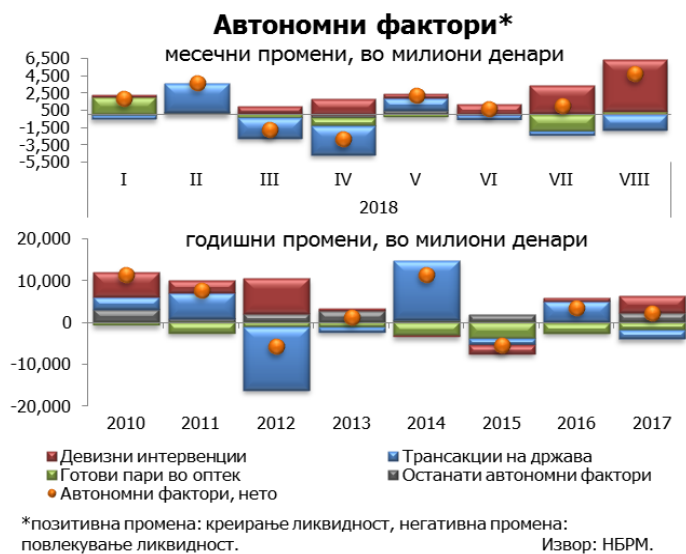 Автономни фактори*
месечни промени, во милиони денари
6,500
4,500
2,500
500
-1,500
-3,500
-5,500
I II III IV V VI VII VIII
2018
годишни промени, во милиони денари
20,000
10,000
0
-10,000
-20,000
2010 2011 2012 2013 2014 2015 2016 2017
Девизни интервенции Трансакции на држава
Готови пари во оптек Останати автономни фактори
Автономни фактори, нето
*позитивна промена: креирање ликвидност, негативна промена:
повлекување ликвидност. Извор: НБРМ.